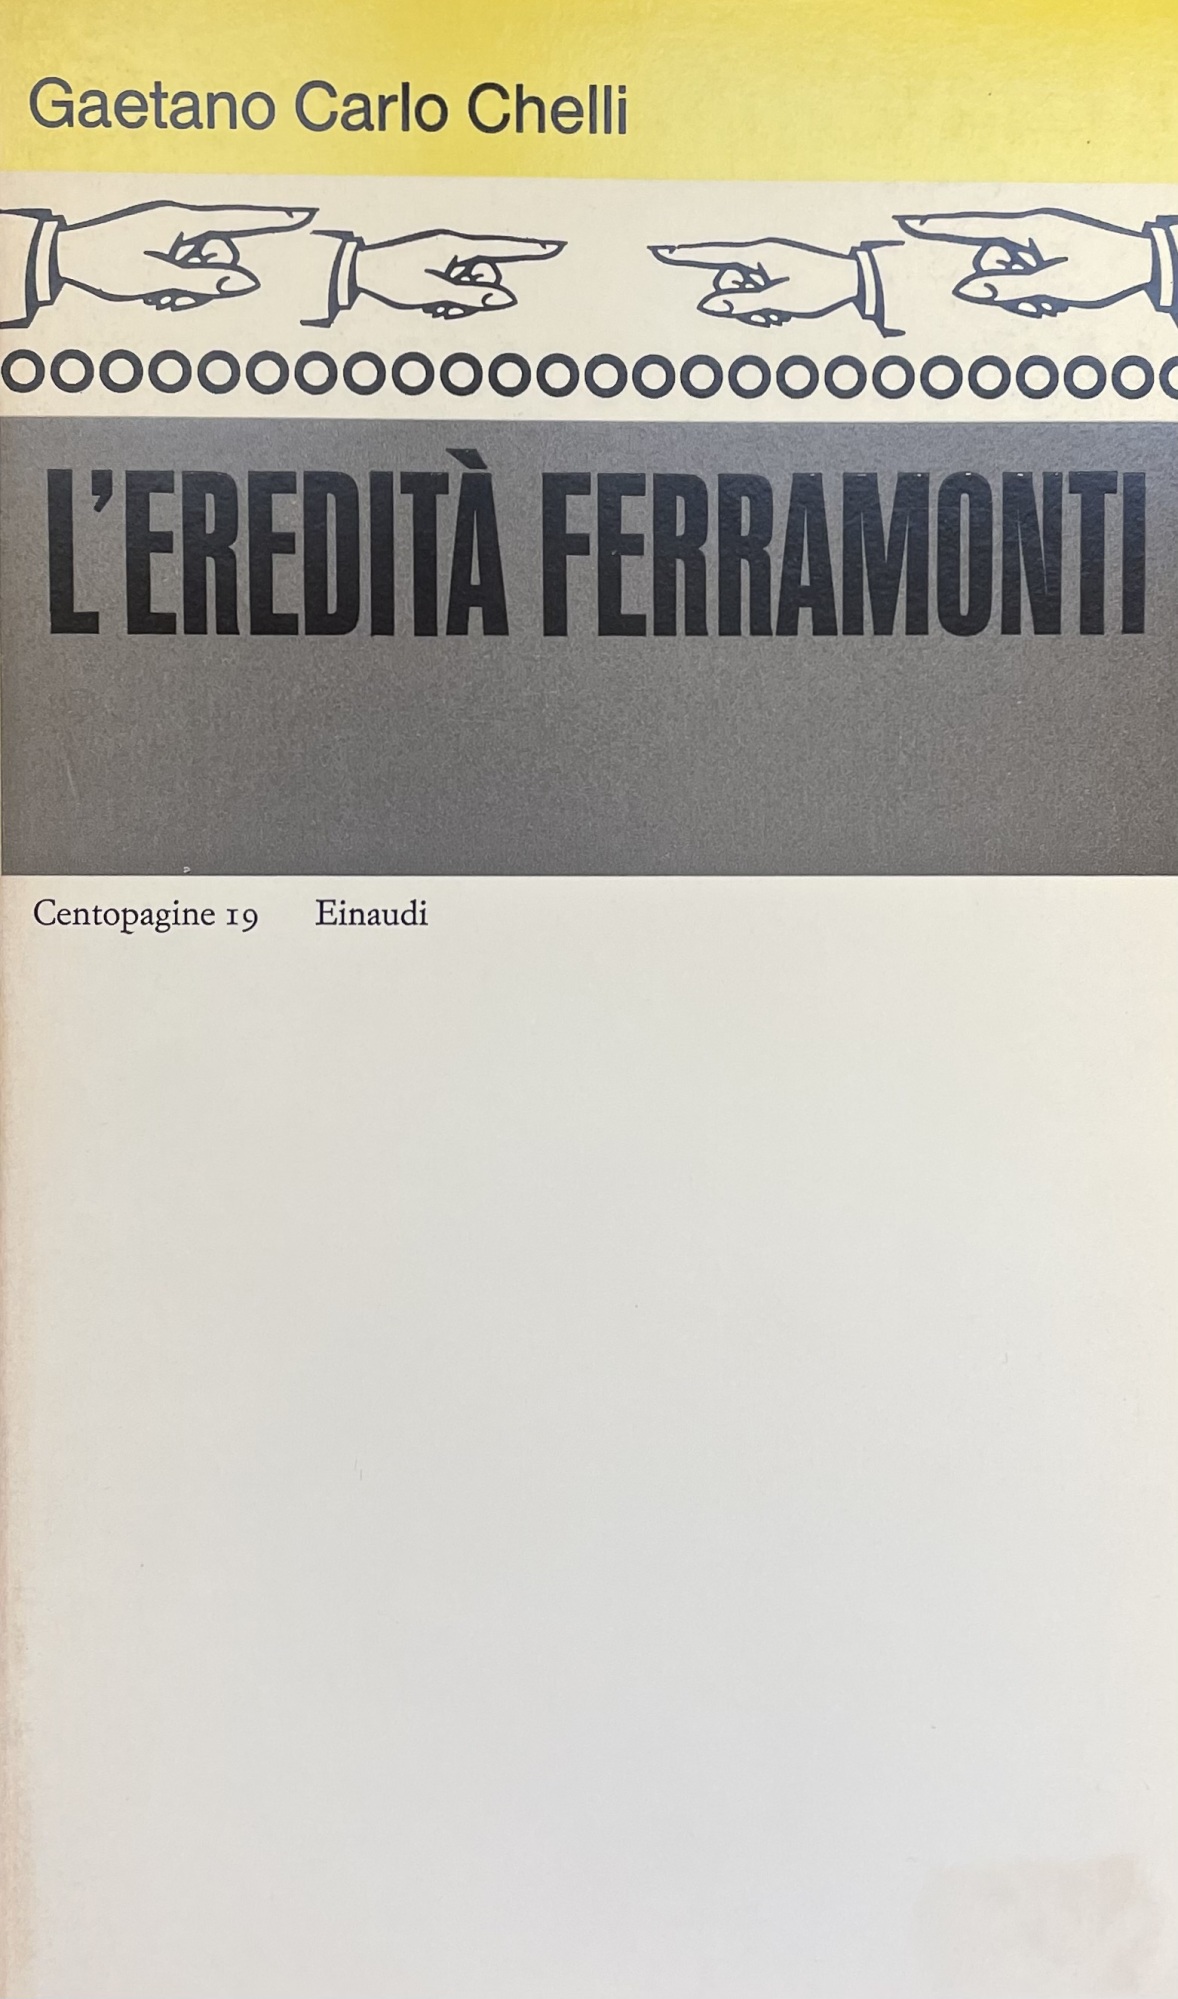 Gaetano Carlo Chelli
L'EREDITÀ FERRAMONTI
Centopagine 19 Einaudi